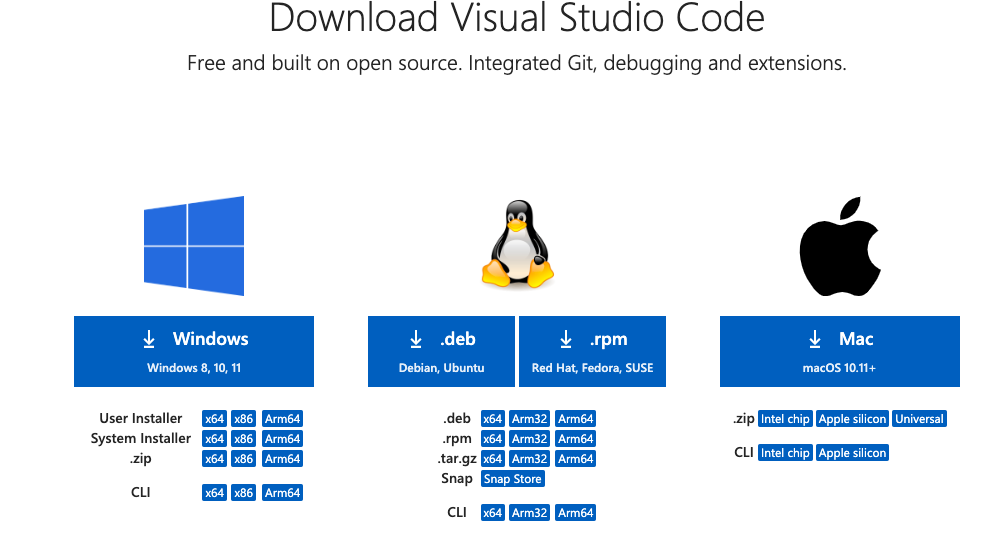 Download Visual Studio Code
Free and built on open source. Integrated Git, debugging and extensions.
Windows
Windows 8, 10, 11
User Installer x64 x86 Arm64
System Installer x64 x86 Arm64
.zip x64 x86 Arm64
CLI x64 x86 Arm64
.deb
Debian, Ubuntu
.rpm
Red Hat, Fedora, SUSE
.deb x64 Arm32 Arm64
.rpm x64 Arm32 Arm64
.tar.gz x64 Arm32 Arm64
Snap Snap Store
CLI x64 Arm32 Arm64
Mac
macOS 10.11+
.zip Intel chip Apple silicon Universal
CLI Intel chip Apple silicon